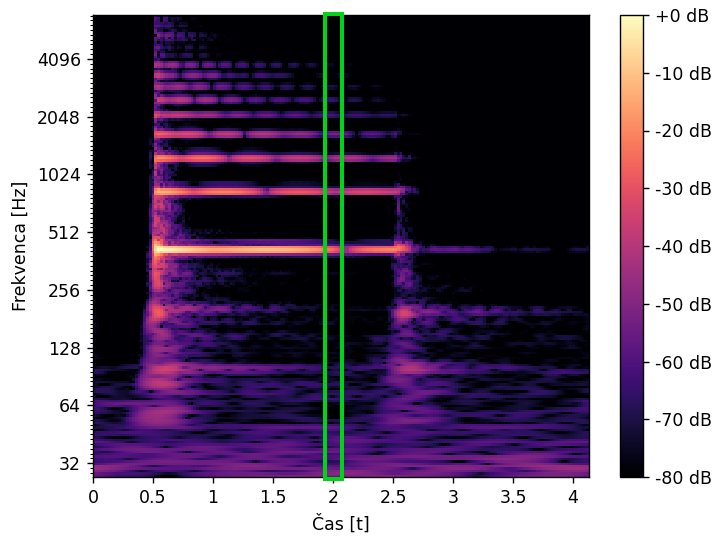 +0 dB
4096
-10 dB
2048
-20 dB
1024
-30 dB
Frekvenca [Hz]
512
-40 dB
256
-50 dB
128
-60 dB
64
-70 dB
32
-80 dB
0 0.5 1 1.5 2 2.5 3 3.5 4
Čas [t]